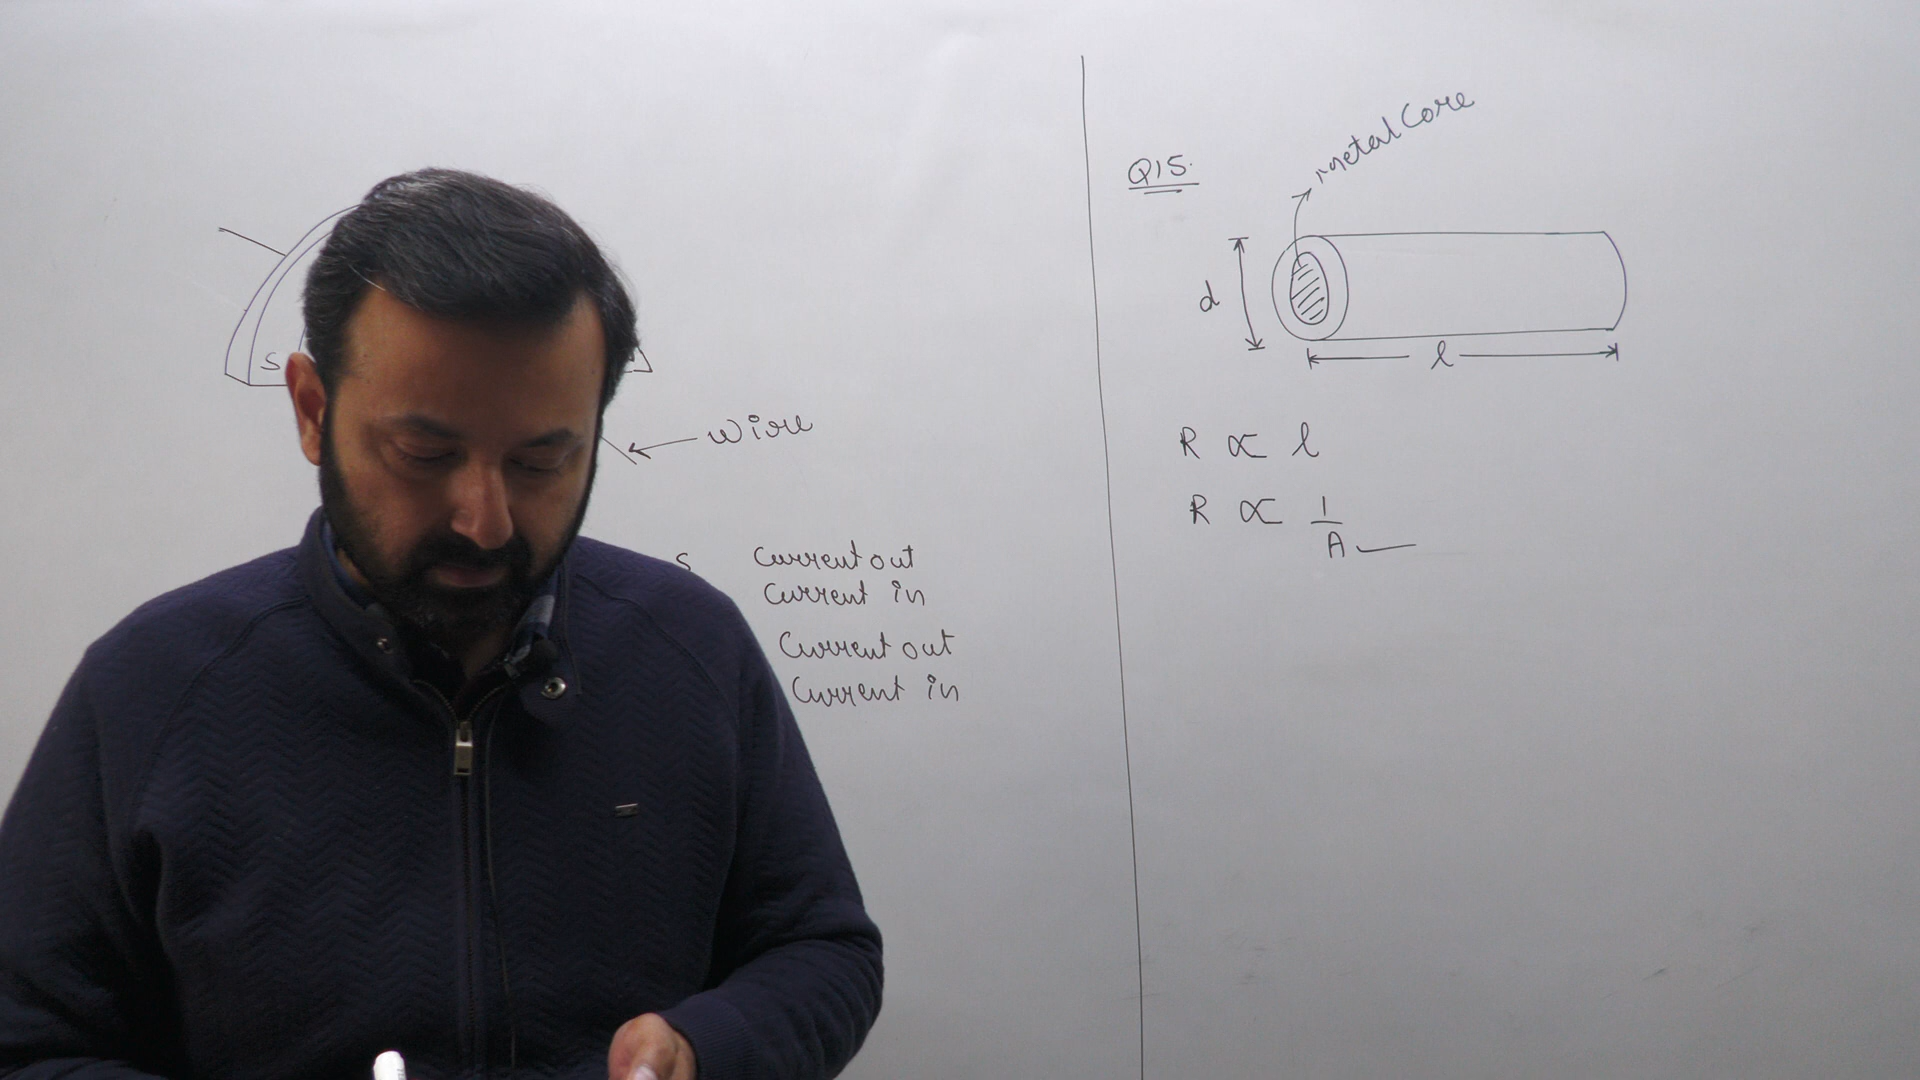 S
wire
S Current out
Current in
Current out
Current in
Q15.
metal core
d
l
R ∝ l
R ∝ 1/A